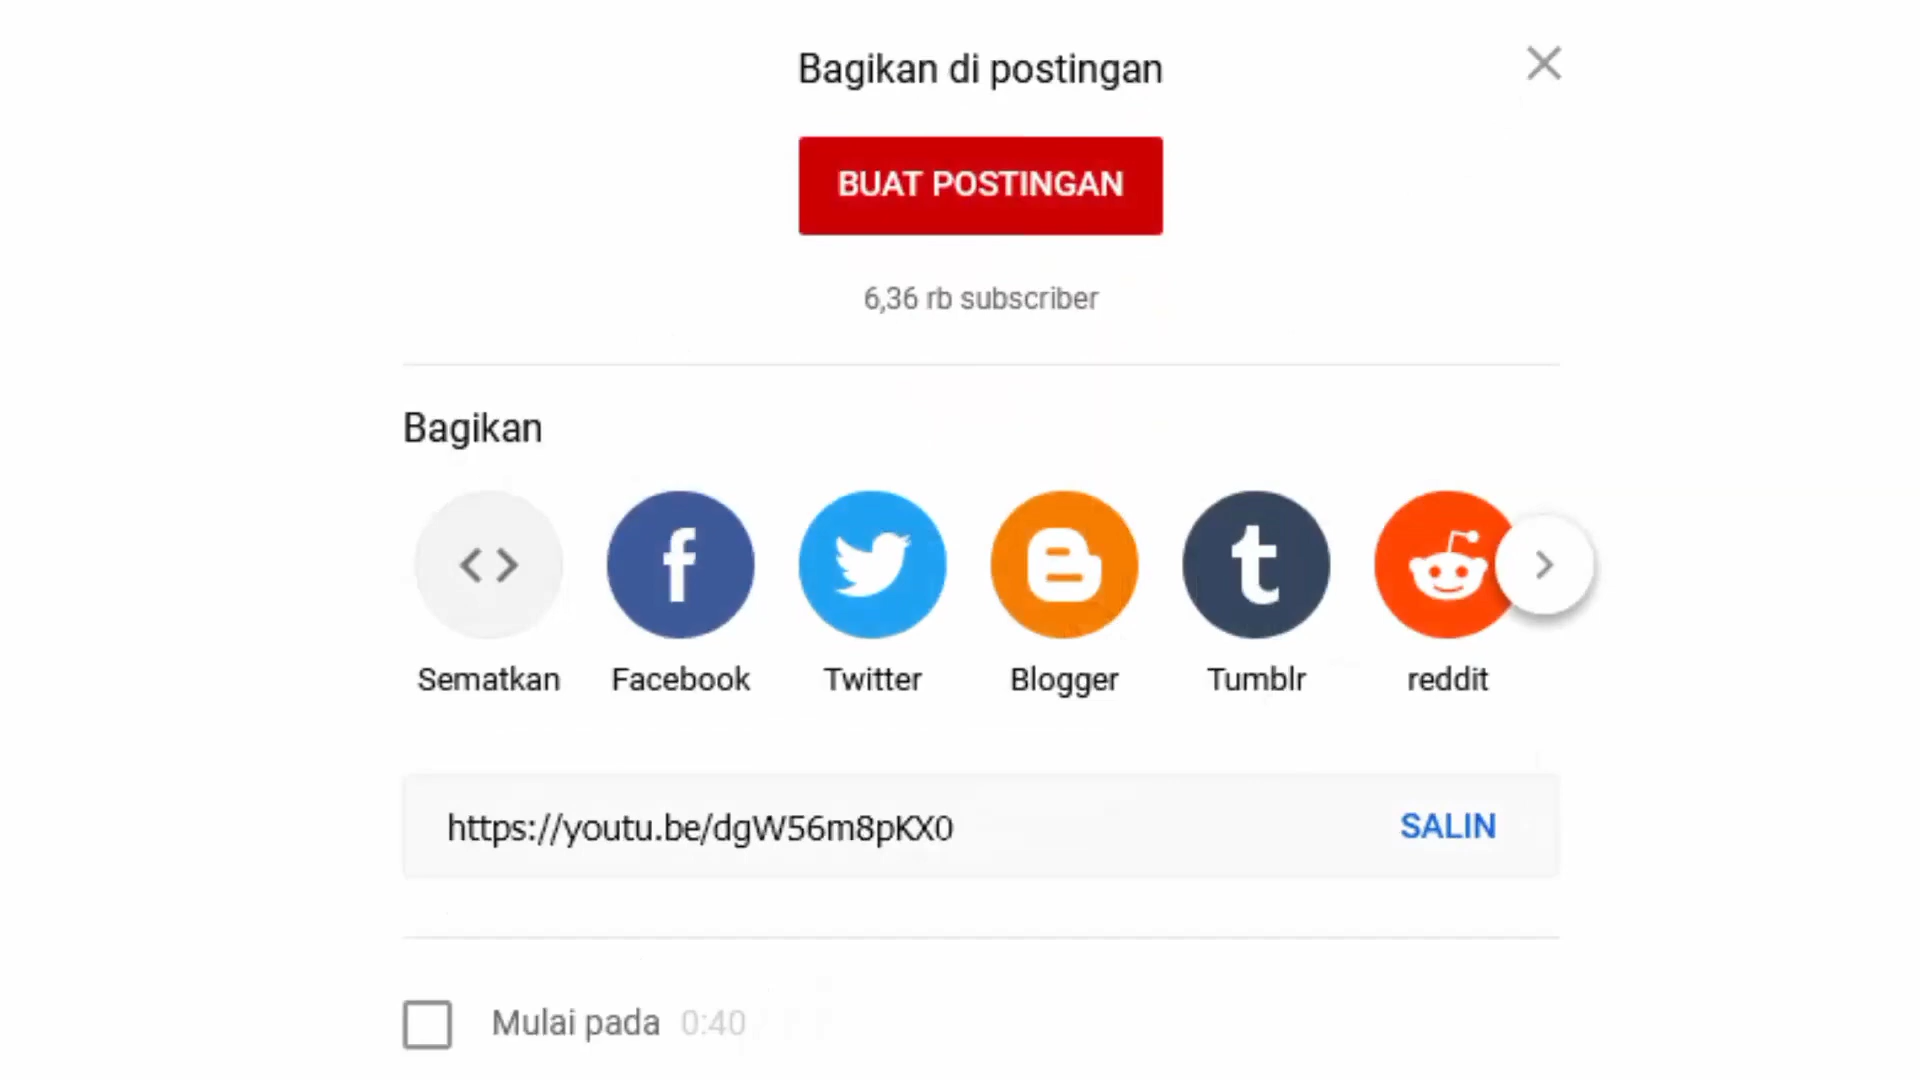 Bagikan di postingan
BUAT POSTINGAN
6,36 rb subscriber
Bagikan
Sematkan Facebook Twitter Blogger Tumblr reddit
https://youtu.be/dgW56m8pKX0 SALIN
Mulai pada 0:40